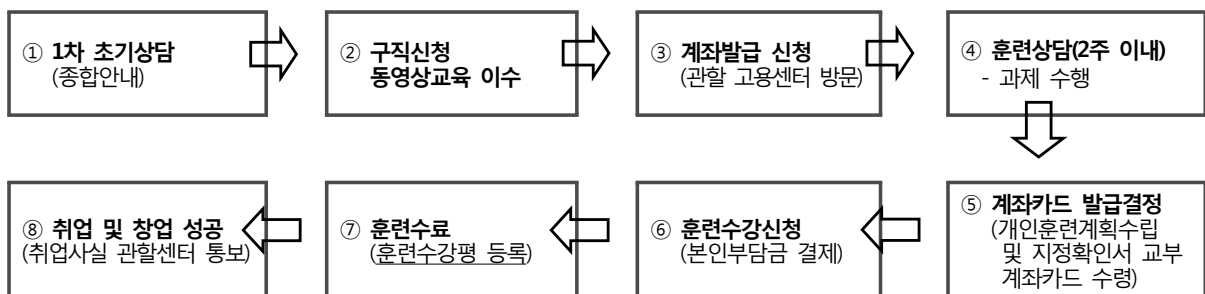 ① 1차 초기상담
(종합안내)
② 구직신청
동영상교육 이수
③ 계좌발급 신청
(관할 고용센터 방문)
④ 훈련상담(2주 이내)
- 과제 수행
⑤ 계좌카드 발급결정
(개인훈련계획수립
및 지정확인서 교부
계좌카드 수령)
⑥ 훈련수강신청
(본인부담금 결제)
⑦ 훈련수료
(훈련수강평 등록)
⑧ 취업 및 창업 성공
(취업사실 관할센터 통보)